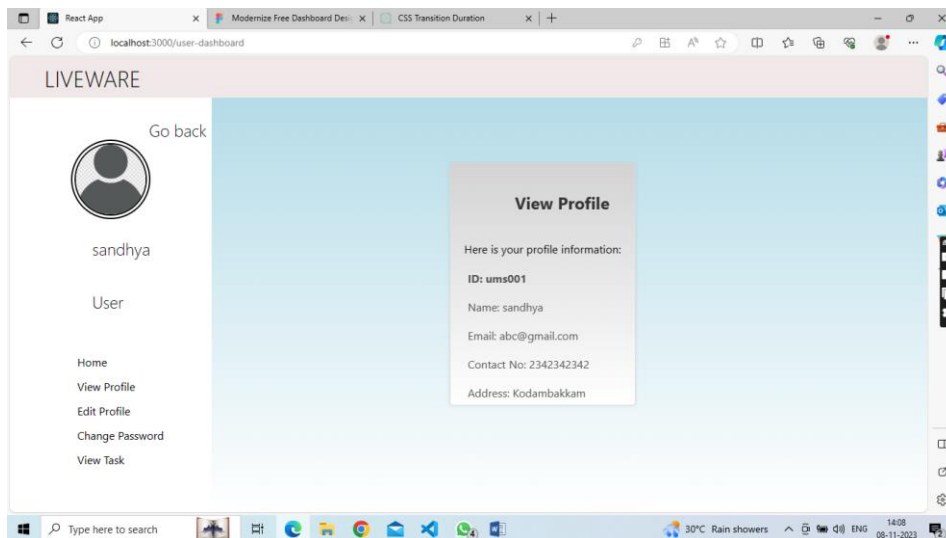 React App
Modernize Free Dashboard Desi
CSS Transition Duration
localhost:3000/user-dashboard
LIVEWARE
Go back
sandhya
User
Home
View Profile
Edit Profile
Change Password
View Task
View Profile
Here is your profile information:
ID: ums001
Name: sandhya
Email: abc@gmail.com
Contact No: 2342342342
Address: Kodambakkam
Type here to search
30°C Rain showers
ENG
14:08
08-11-2023